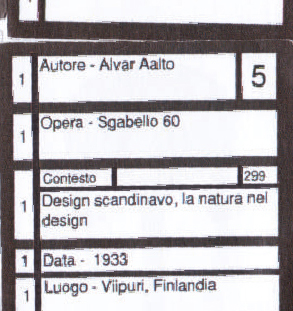 1
1 Autore - Alvar Aalto 5
1 Opera - Sgabello 60
Contesto 299
1 Design scandinavo, la natura nel
design
1 Data - 1933
1 Luogo - Viipuri, Finlandia